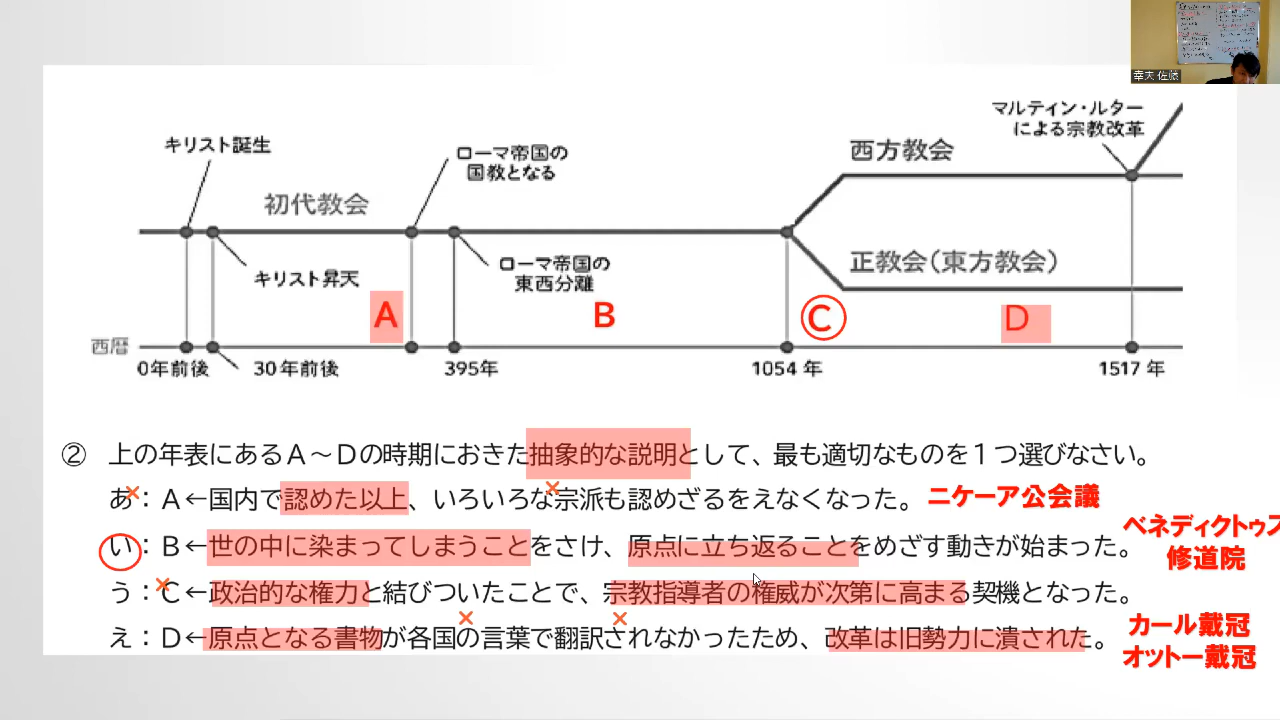 幸夫 佐藤
マルティン・ルター
による宗教改革
キリスト誕生
ローマ帝国の
国教となる
西方教会
初代教会
キリスト昇天
ローマ帝国の
東西分離
正教会（東方教会）
A
B
C
D
西暦
0年前後
30年前後
395年
1054年
1517年
② 上の年表にあるA～Dの時期におきた抽象的な説明として、最も適切なものを１つ選びなさい。
あ：A←国内で認めた以上、いろいろな宗派も認めざるをえなくなった。 ニケーア公会議
い：B←世の中に染まってしまうことをさけ、原点に立ち返ることをめざす動きが始まった。
ベネディクトゥス
修道院
う：C←政治的な権力と結びついたことで、宗教指導者の権威が次第に高まる契機となった。
え：D←原点となる書物が各国の言葉で翻訳されなかったため、改革は旧勢力に潰された。
カール戴冠
オットー戴冠